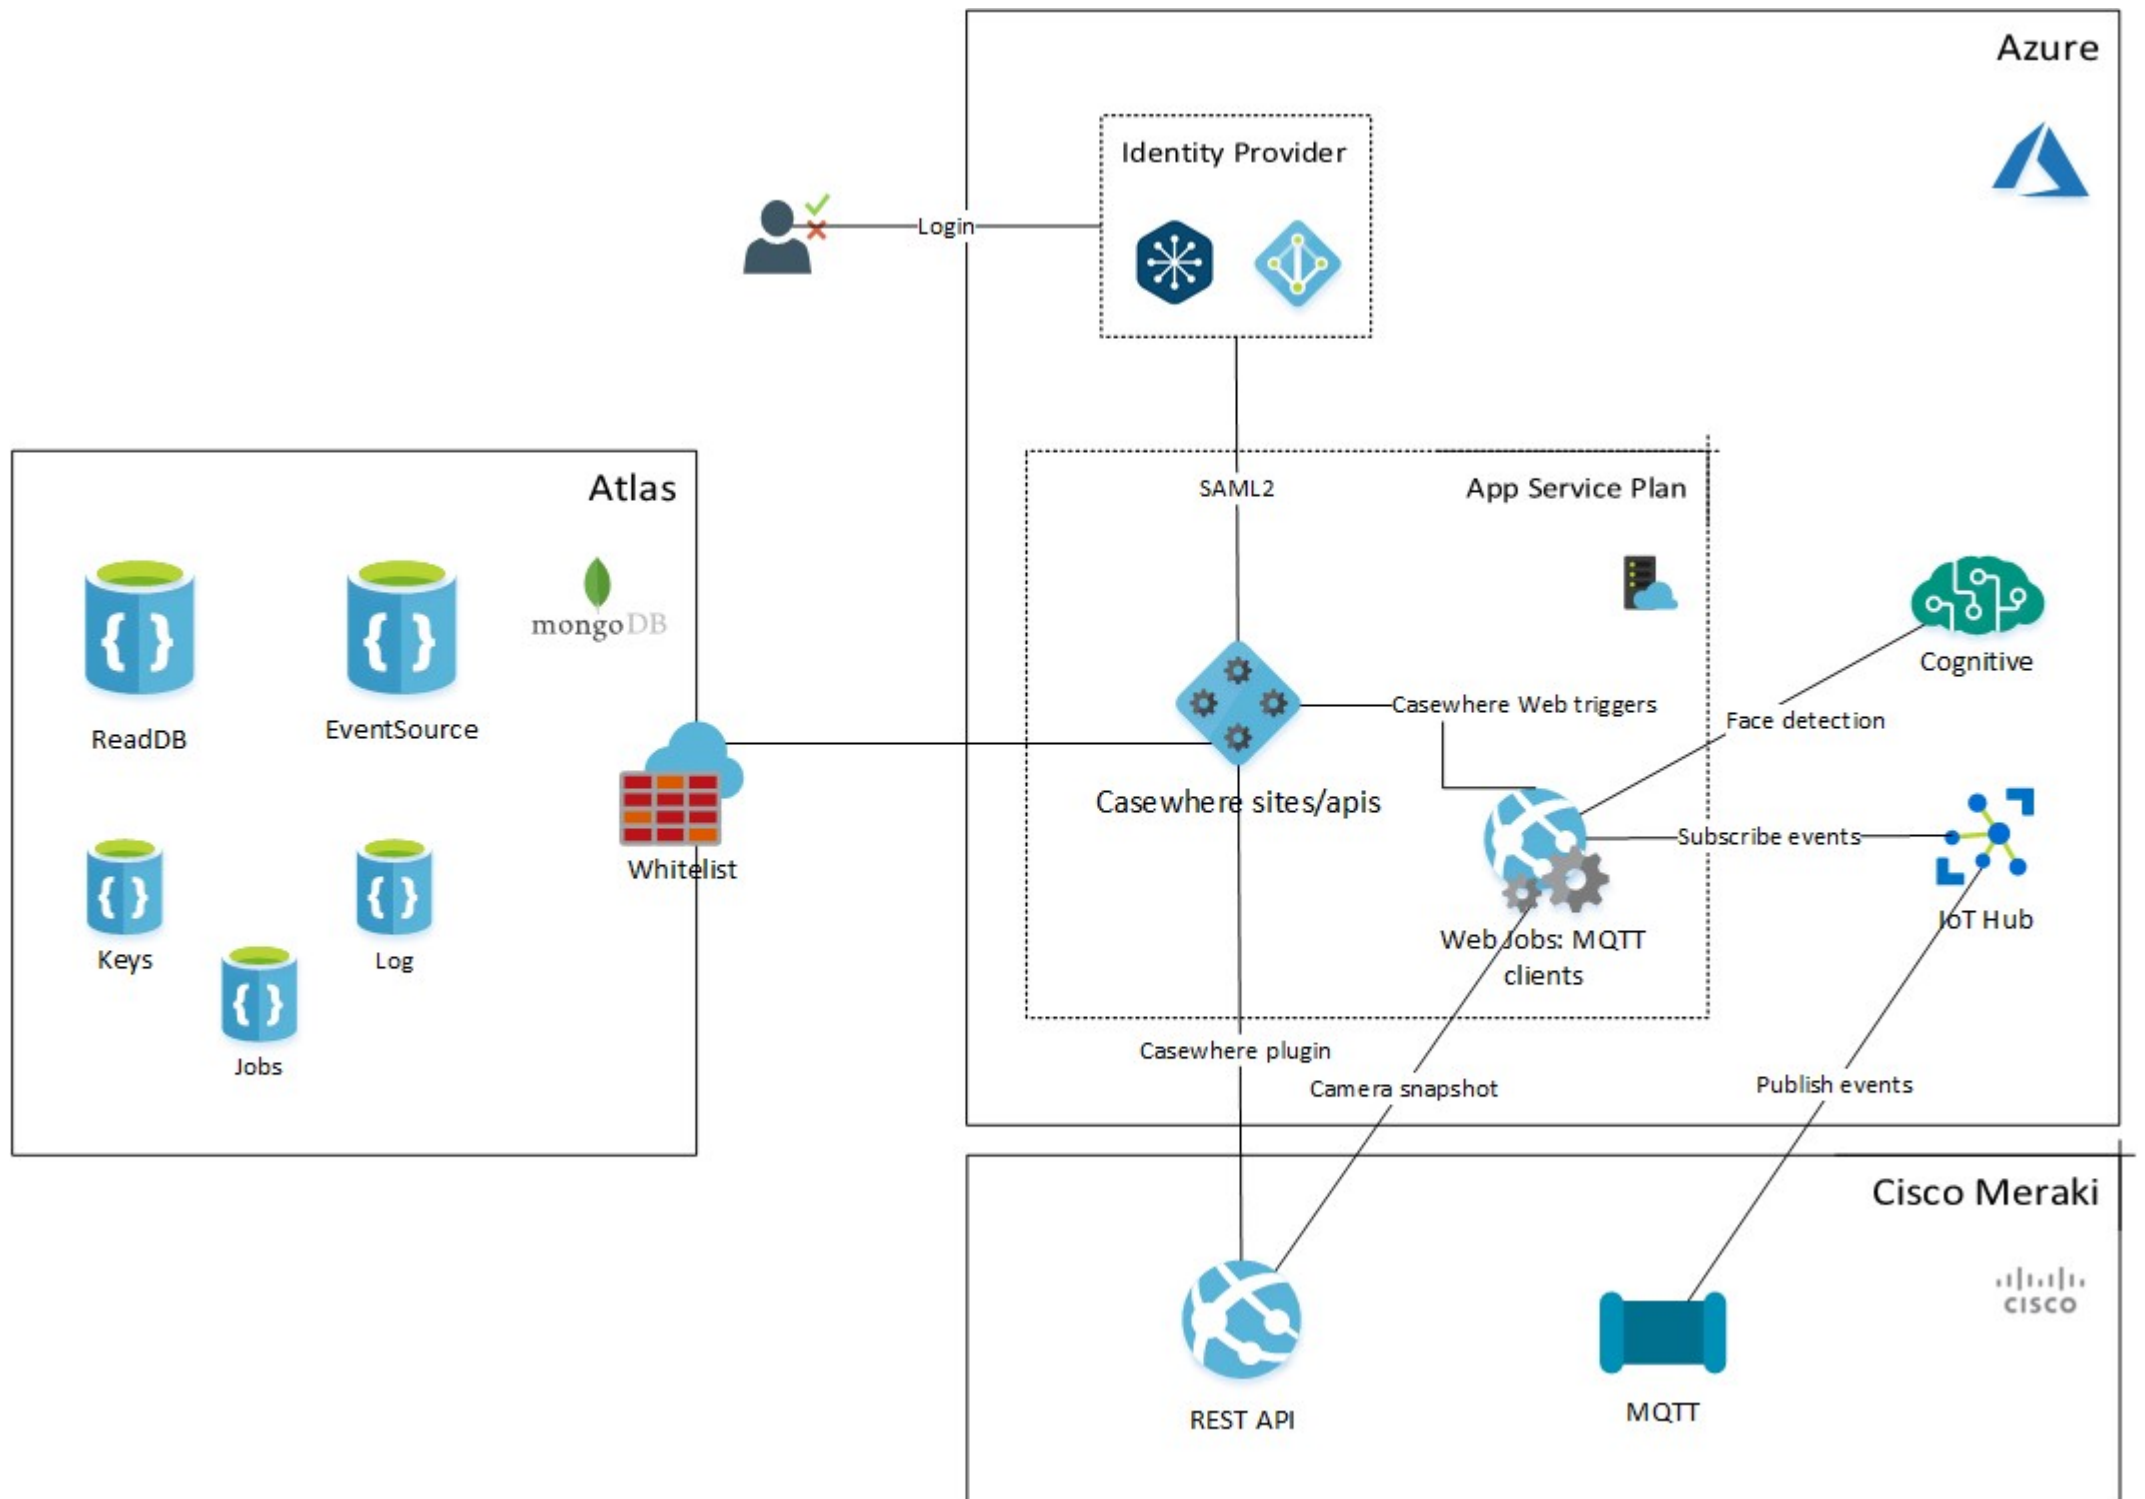 Azure
Identity Provider
Login
Atlas
SAML2
App Service Plan
mongoDB
ReadDB
EventSource
Cognitive
Casewhere Web triggers
Face detection
Casewhere sites/apis
Whitelist
Subscribe events
IoT Hub
Keys
Log
Web Jobs: MQTT
clients
Jobs
Casewhere plugin
Camera snapshot
Publish events
Cisco Meraki
CISCO
REST API
MQTT